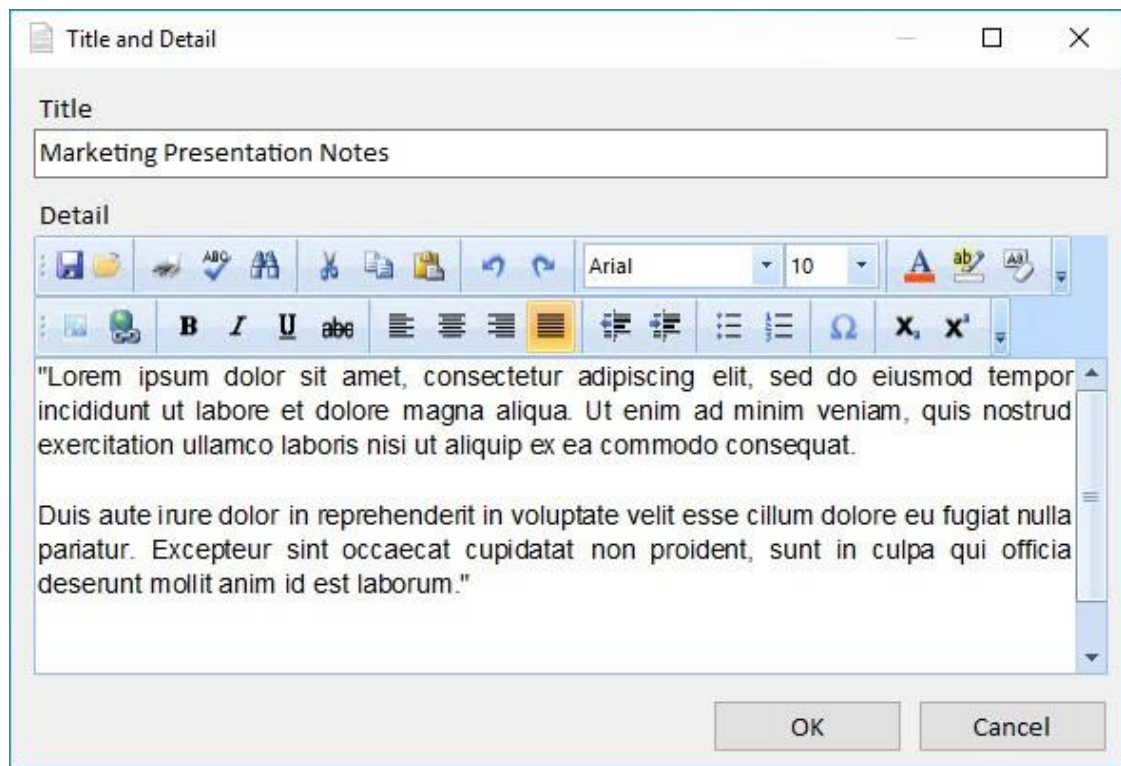 Title and Detail
Title
Marketing Presentation Notes
Detail
ABC
Arial
10
A
ab
Aa
B
I
U
abc
Ω
X
X
"Lorem ipsum dolor sit amet, consectetur adipiscing elit, sed do eiusmod tempor
incididunt ut labore et dolore magna aliqua. Ut enim ad minim veniam, quis nostrud
exercitation ullamco laboris nisi ut aliquip ex ea commodo consequat.
Duis aute irure dolor in reprehenderit in voluptate velit esse cillum dolore eu fugiat nulla
pariatur. Excepteur sint occaecat cupidatat non proident, sunt in culpa qui officia
deserunt mollit anim id est laborum."
OK
Cancel